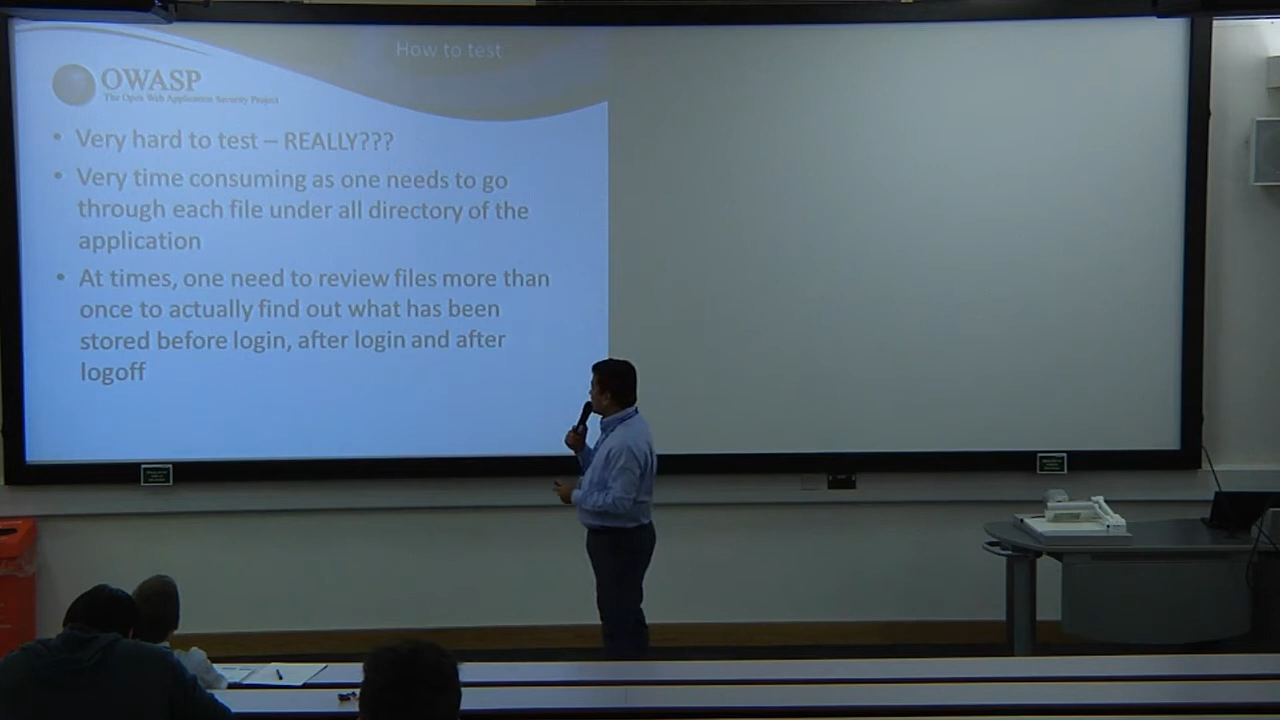 How to test
OWASP
The Open Web Application Security Project
• Very hard to test – REALLY???
• Very time consuming as one needs to go
through each file under all directory of the
application
• At times, one need to review files more than
once to actually find out what has been
stored before login, after login and after
logoff